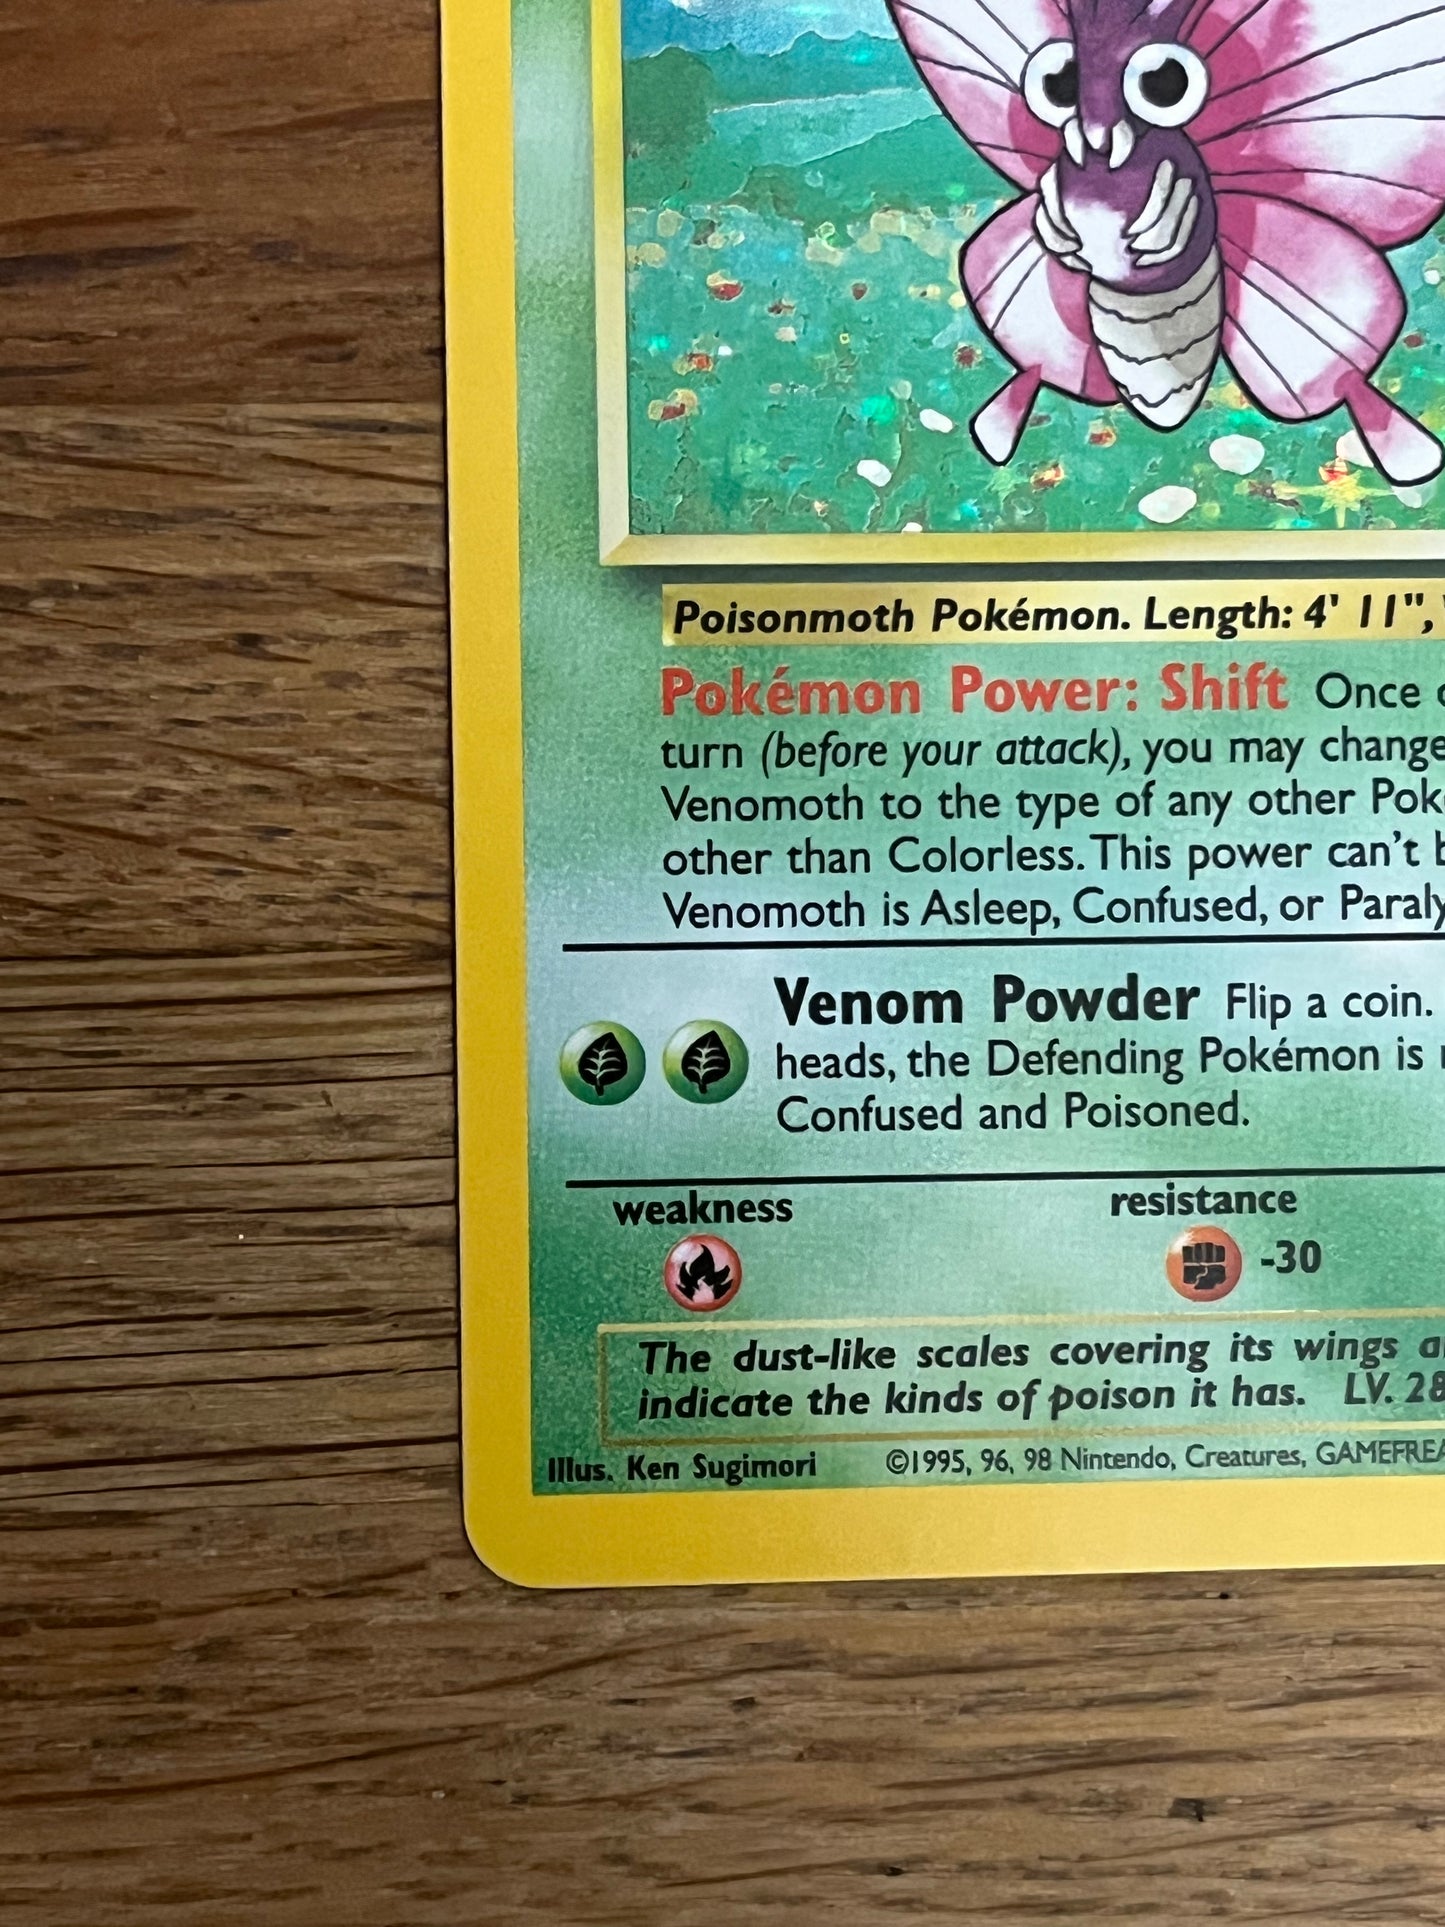 Poisonmoth Pokémon. Length: 4' 11",
Pokémon Power: Shift Once
turn (before your attack), you may change
Venomoth to the type of any other
other than Colorless. This power can't
Venomoth is Asleep, Confused, or
Venom Powder Flip a coin.
heads, the Defending Pokémon is
Confused and Poisoned.
weakness
resistance
-30
The dust-like scales covering its wings
indicate the kinds of poison it has. LV. 28
Illus. Ken Sugimori ©1995, 96, 98 Nintendo, Creatures,